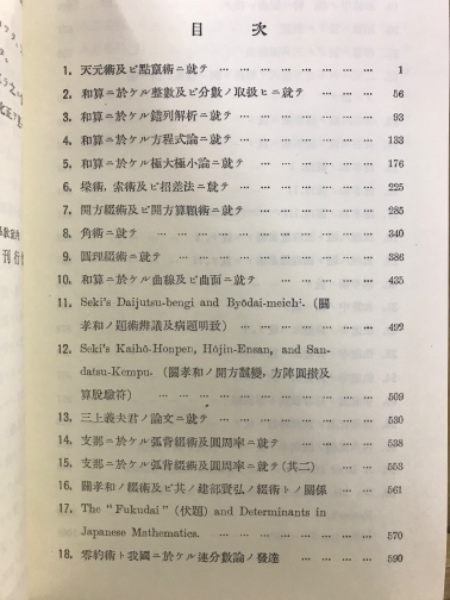 目次
1. 天元術及ビ點竄術ニ就テ … … … … … … … … 1
2. 和算ニ於ケル整數及ビ分數ノ取扱ヒニ就テ … … … 56
3. 和算ニ於ケル錯列解析ニ就テ … … … … … … 93
4. 和算ニ於ケル方程式論ニ就テ … … … … … … 133
5. 和算ニ於ケル極大極小論ニ就テ … … … … … 176
6. 垜術, 索術及ビ招差法ニ就テ … … … … … … 225
7. 開方綴術及ビ開方算顆術ニ就テ … … … … … 285
8. 角術ニ就テ … … … … … … … … … … 340
9. 圓理綴術ニ就テ … … … … … … … … … 386
10. 和算ニ於ケル曲線及ビ曲面ニ就テ … … … … … 435
11. Seki's Daijutsu-bengi and Byōdai-meichi. (關
孝和ノ題術辨議及病題明致) … … … … … … 492
12. Seki's Kaihō-Honpen, Hōjin-Ensan, and San-
datsu-Kempu. (關孝和ノ開方飜變, 方陣圓攅及
算脱驗符) … … … … … … … … … … 509
13. 三上義夫君ノ論文ニ就テ … … … … … … … 530
14. 支那ニ於ケル弧背綴術及圓周率ニ就テ … … … … 538
15. 支那ニ於ケル弧背綴術及圓周率ニ就テ(其二) … … … 553
16. 關孝和ノ綴術及ビ其ノ建部賢弘ノ綴術トノ關係 … … 561
17. The "Fukudai" (伏題) and Determinants in
Japanese Mathematics. … … … … … … … 570
18. 零約術ト我國ニ於ケル連分數論ノ發達 … … … … 590
刊行